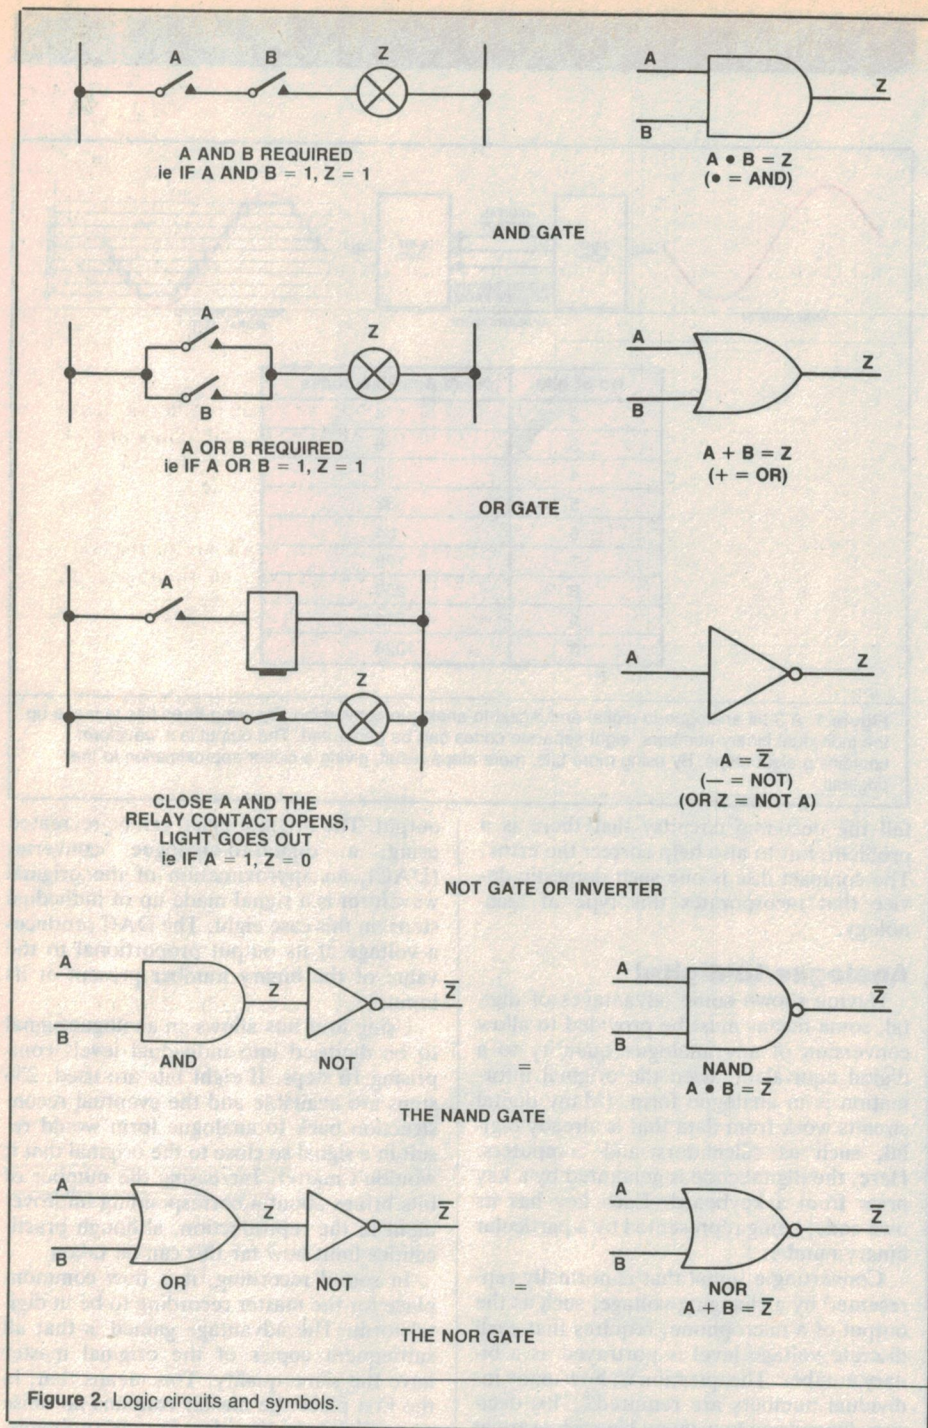 A B Z
A
B
Z
A AND B REQUIRED
ie IF A AND B = 1, Z = 1
A • B = Z
(• = AND)
AND GATE
A
B
Z
A
B
Z
A OR B REQUIRED
ie IF A OR B = 1, Z = 1
A + B = Z
(+ = OR)
OR GATE
A
Z
A Z
CLOSE A AND THE
RELAY CONTACT OPENS,
LIGHT GOES OUT
ie IF A = 1, Z = 0
A = Z̅
(— = NOT)
(OR Z = NOT A)
NOT GATE OR INVERTER
A
B
Z
Z̅
AND NOT
=
A
B
Z̅
NAND
A • B = Z̅
THE NAND GATE
A
B
Z
Z̅
OR NOT
=
A
B
Z̅
NOR
A + B = Z̅
THE NOR GATE
Figure 2. Logic circuits and symbols.